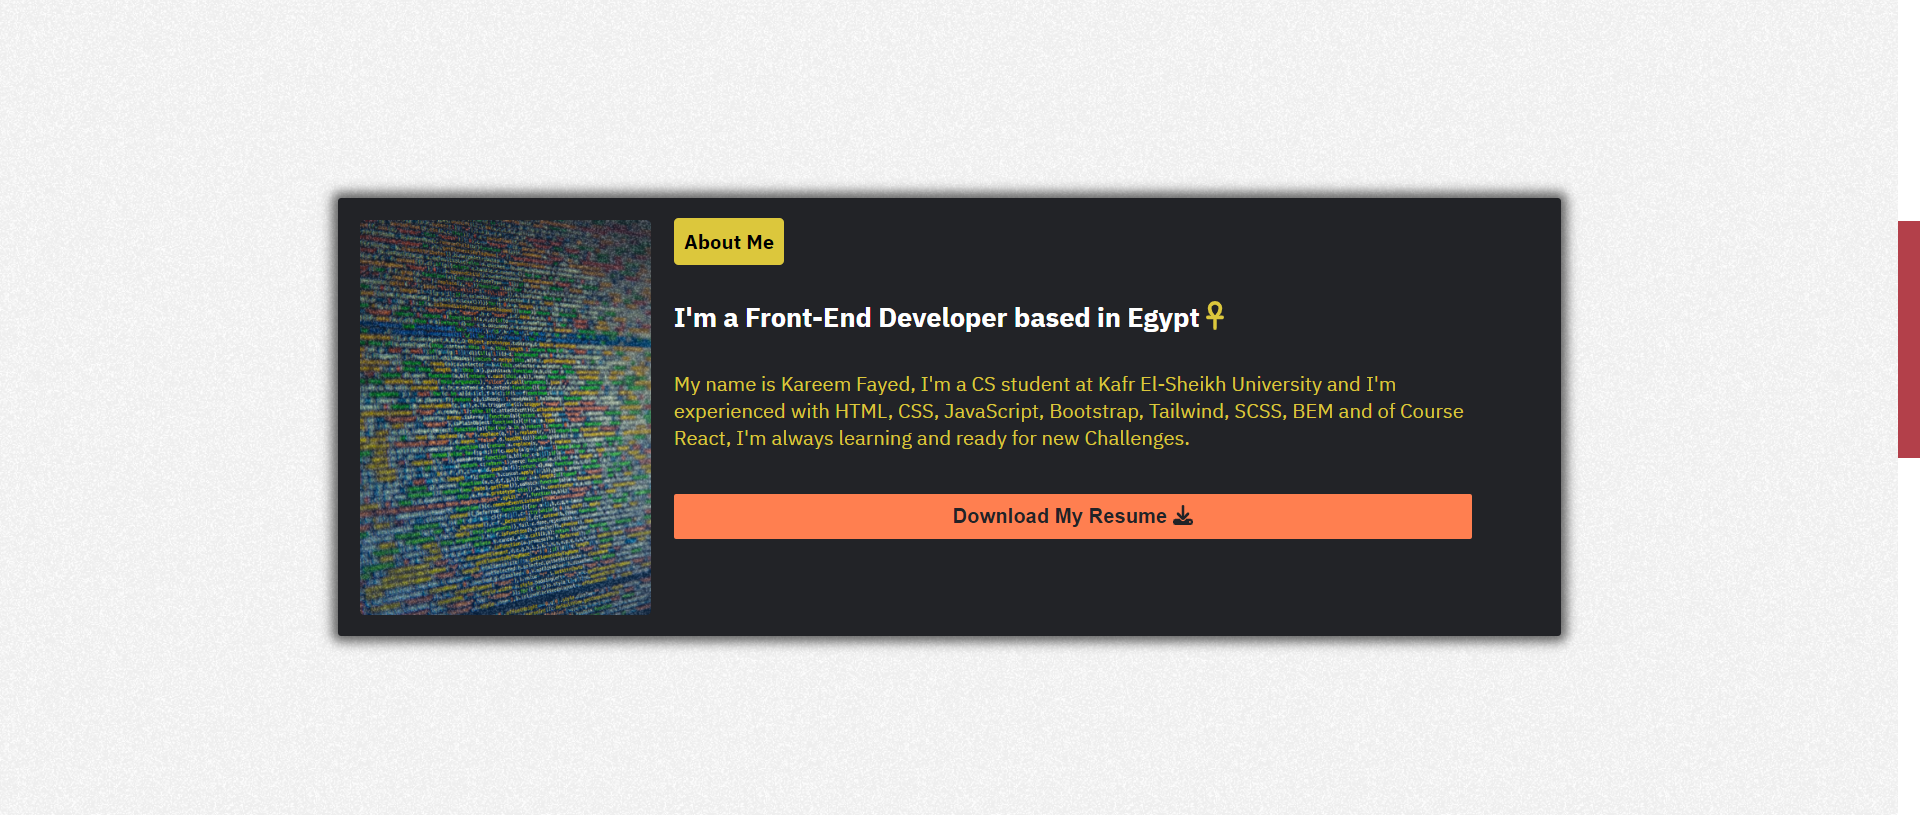 About Me
I'm a Front-End Developer based in Egypt
My name is Kareem Fayed, I'm a CS student at Kafr El-Sheikh University and I'm
experienced with HTML, CSS, JavaScript, Bootstrap, Tailwind, SCSS, BEM and of Course
React, I'm always learning and ready for new Challenges.
Download My Resume